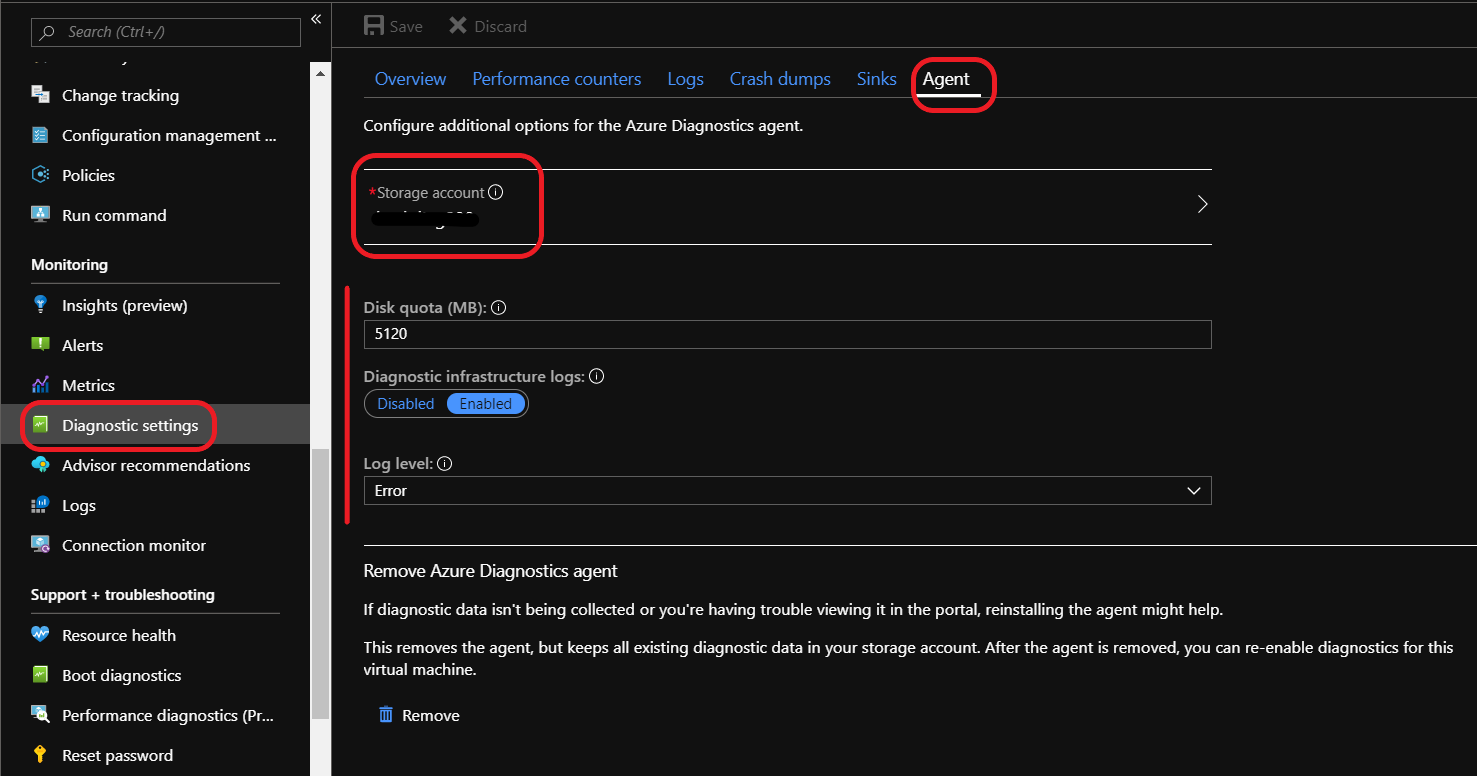 Search (Ctrl+/)
«
Change tracking
Configuration management ...
Policies
Run command
Monitoring
Insights (preview)
Alerts
Metrics
Diagnostic settings
Advisor recommendations
Logs
Connection monitor
Support + troubleshooting
Resource health
Boot diagnostics
Performance diagnostics (Pr...
Reset password
Save Discard
Overview Performance counters Logs Crash dumps Sinks Agent
Configure additional options for the Azure Diagnostics agent.
*Storage account
Disk quota (MB):
5120
Diagnostic infrastructure logs:
Disabled Enabled
Log level:
Error
Remove Azure Diagnostics agent
If diagnostic data isn't being collected or you're having trouble viewing it in the portal, reinstalling the agent might help.
This removes the agent, but keeps all existing diagnostic data in your storage account. After the agent is removed, you can re-enable diagnostics for this
virtual machine.
Remove